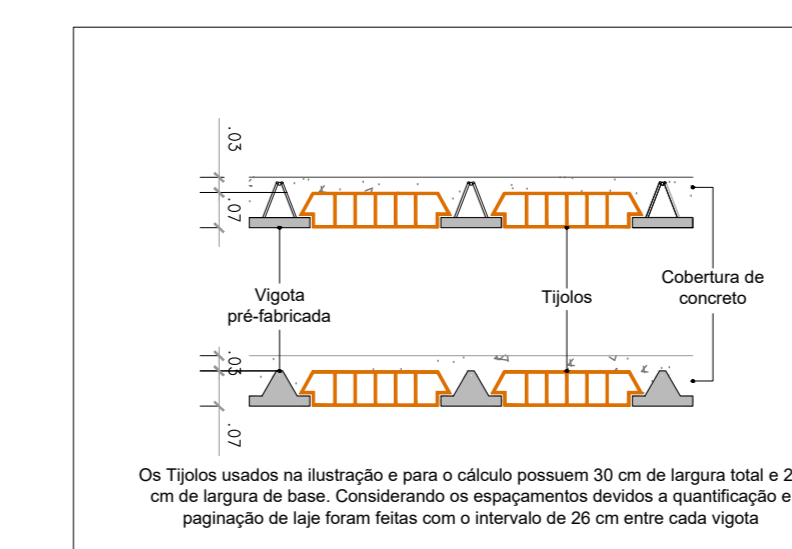 .03
.07
Vigota
pré-fabricada
Tijolos
Cobertura de
concreto
.03
.07
Os Tijolos usados na ilustração e para o cálculo possuem 30 cm de largura total e
cm de largura de base. Considerando os espaçamentos devidos a quantificação e
paginação de laje foram feitas com o intervalo de 26 cm entre cada vigota